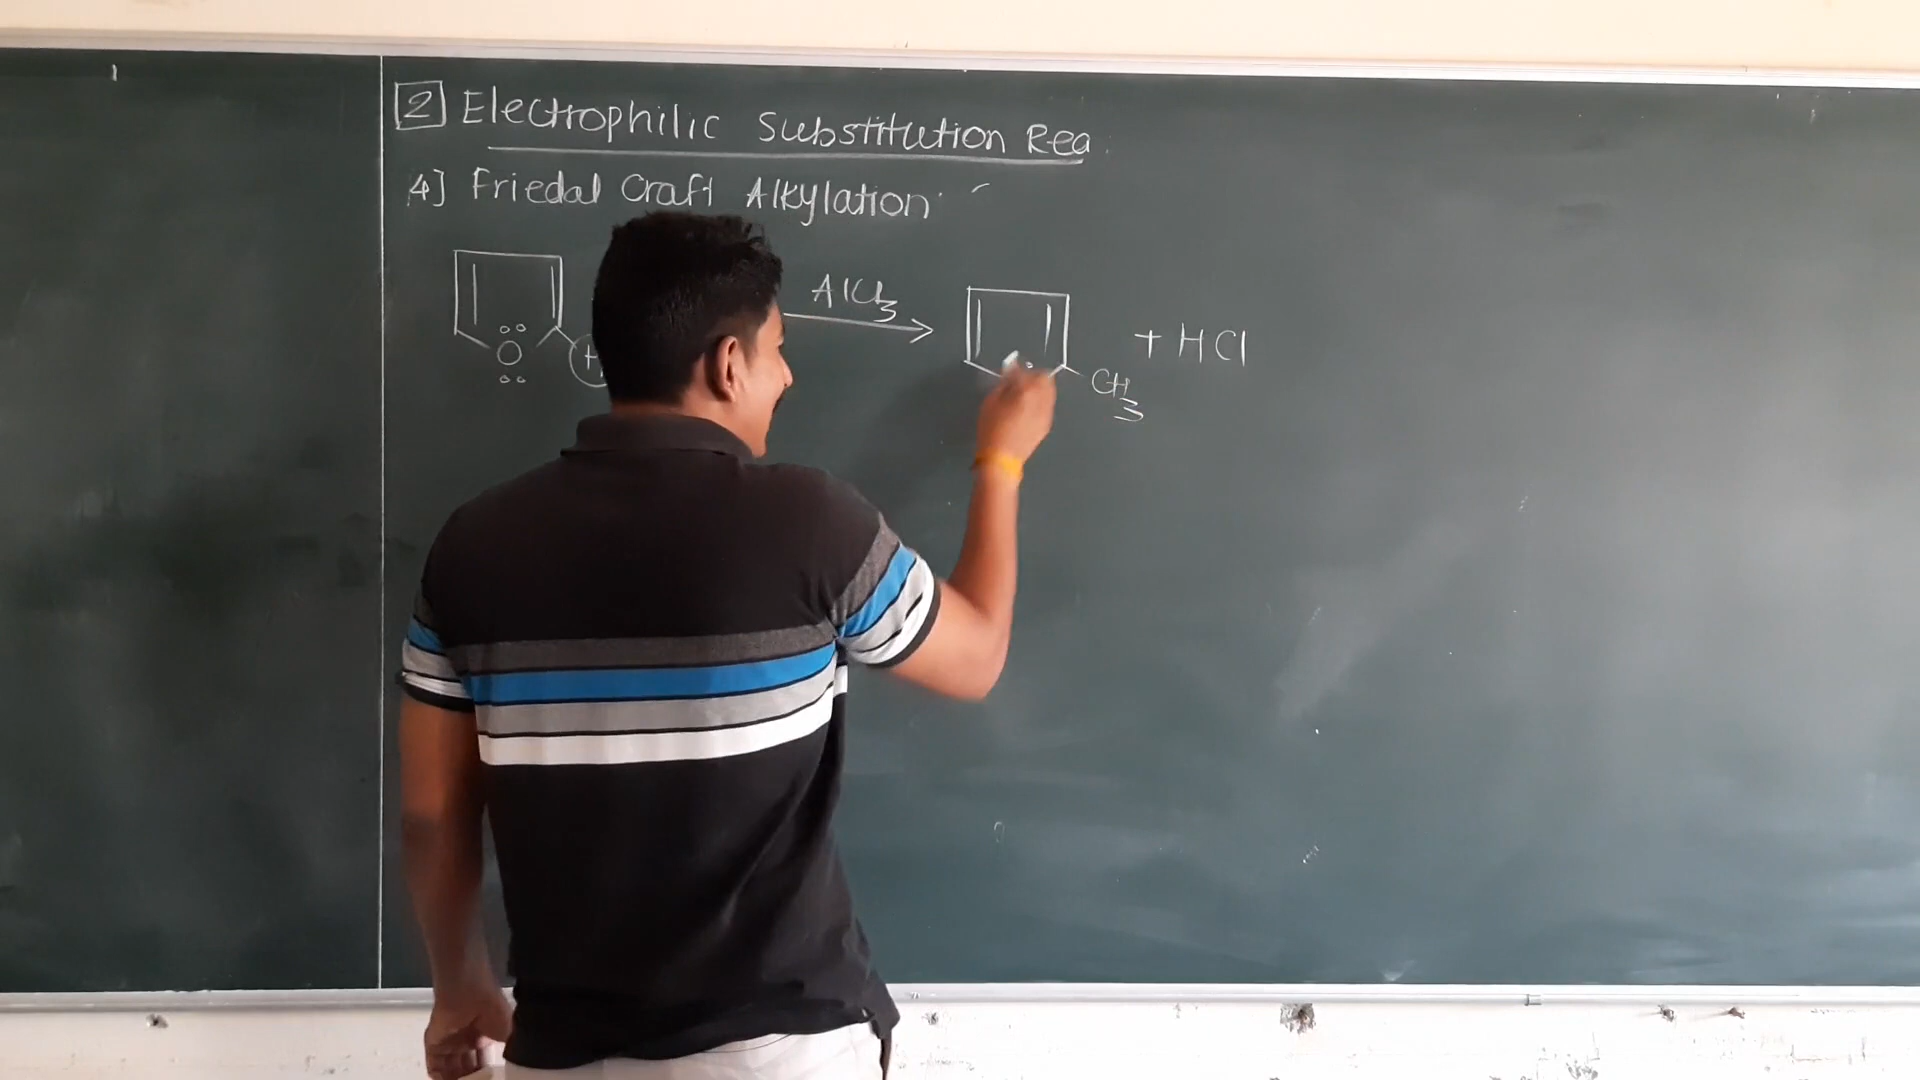 2 Electrophilic Substitution Rea.
4] Friedal Craft Alkylation
AlCl3
O
CH3
+ HCl